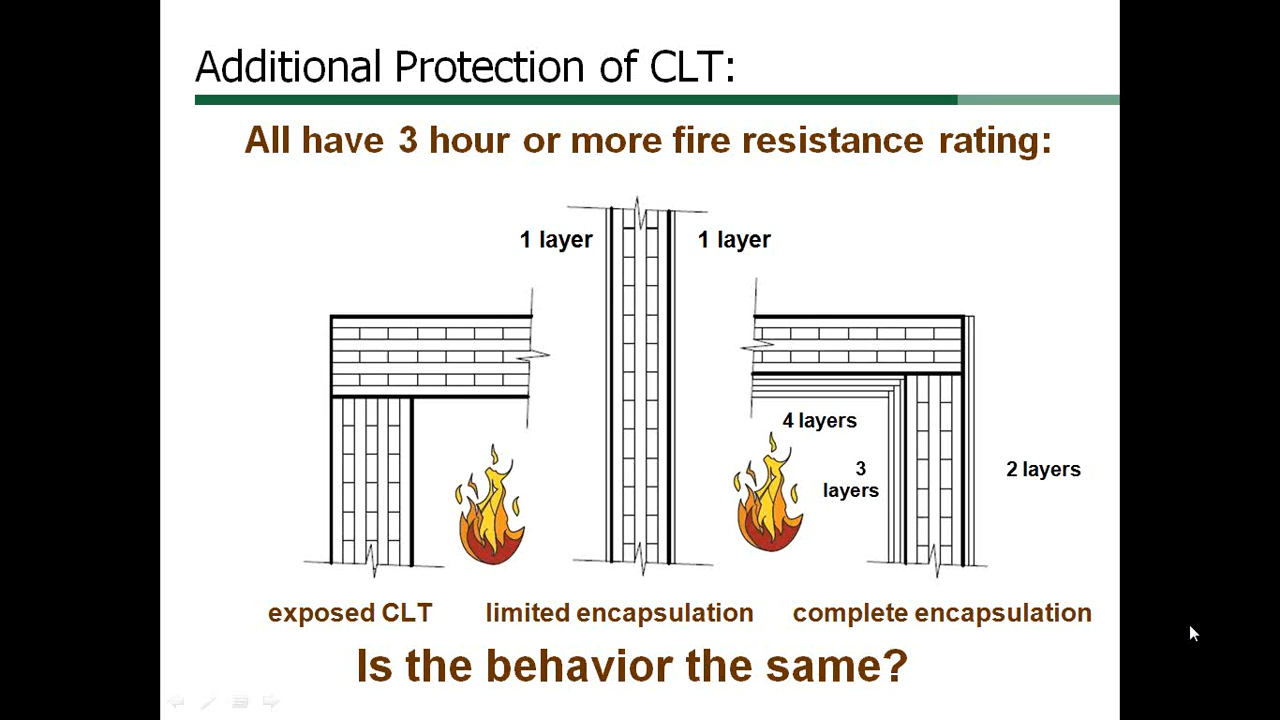 Additional Protection of CLT:
All have 3 hour or more fire resistance rating:
1 layer
1 layer
4 layers
3
layers
2 layers
exposed CLT
limited encapsulation
complete encapsulation
Is the behavior the same?